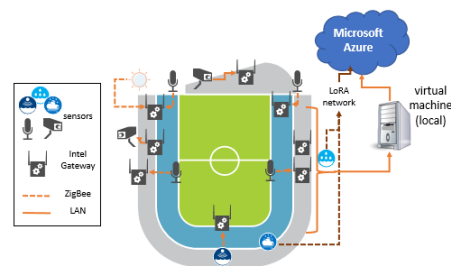 Microsoft
Azure
LoRA
network
virtual
machine
(local)
sensors
Intel
Gateway
ZigBee
LAN